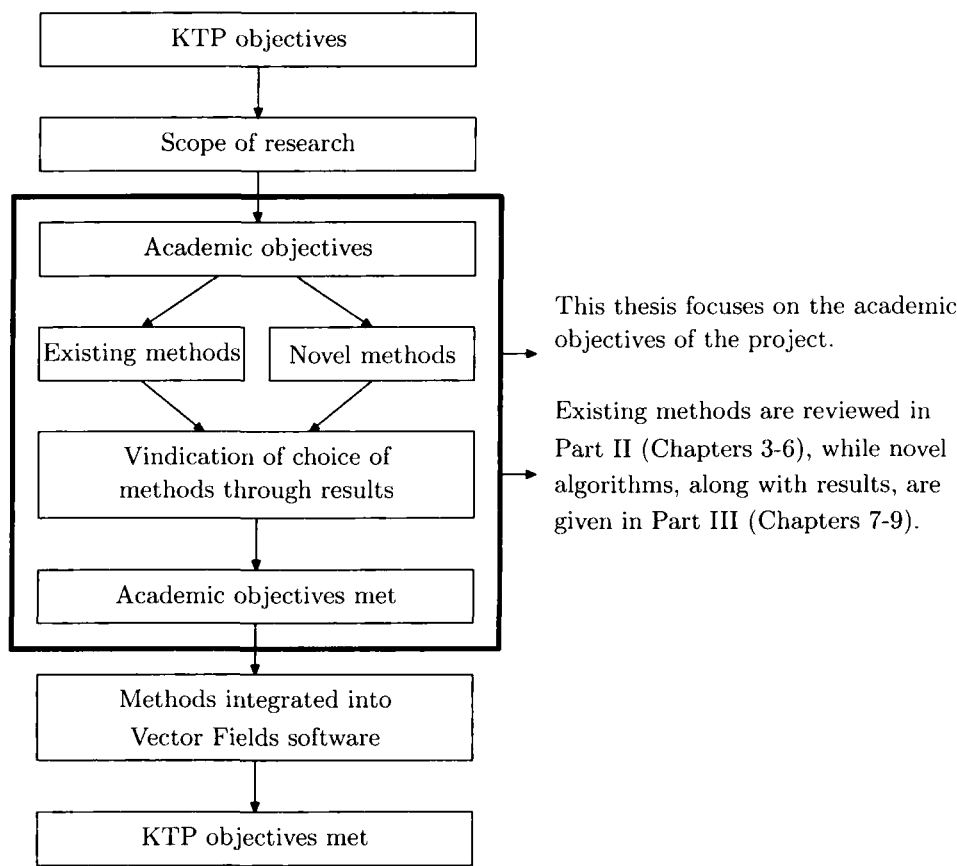 KTP objectives
Scope of research
Academic objectives
Existing methods
Novel methods
Vindication of choice of
methods through results
Academic objectives met
Methods integrated into
Vector Fields software
KTP objectives met
This thesis focuses on the academic
objectives of the project.
Existing methods are reviewed in
Part II (Chapters 3-6), while novel
algorithms, along with results, are
given in Part III (Chapters 7-9).